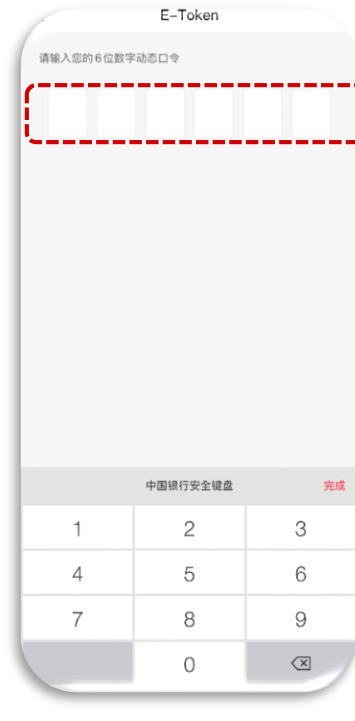 E-Token
请输入您的6位数字动态口令
中国银行安全键盘 完成
1 2 3
4 5 6
7 8 9
0